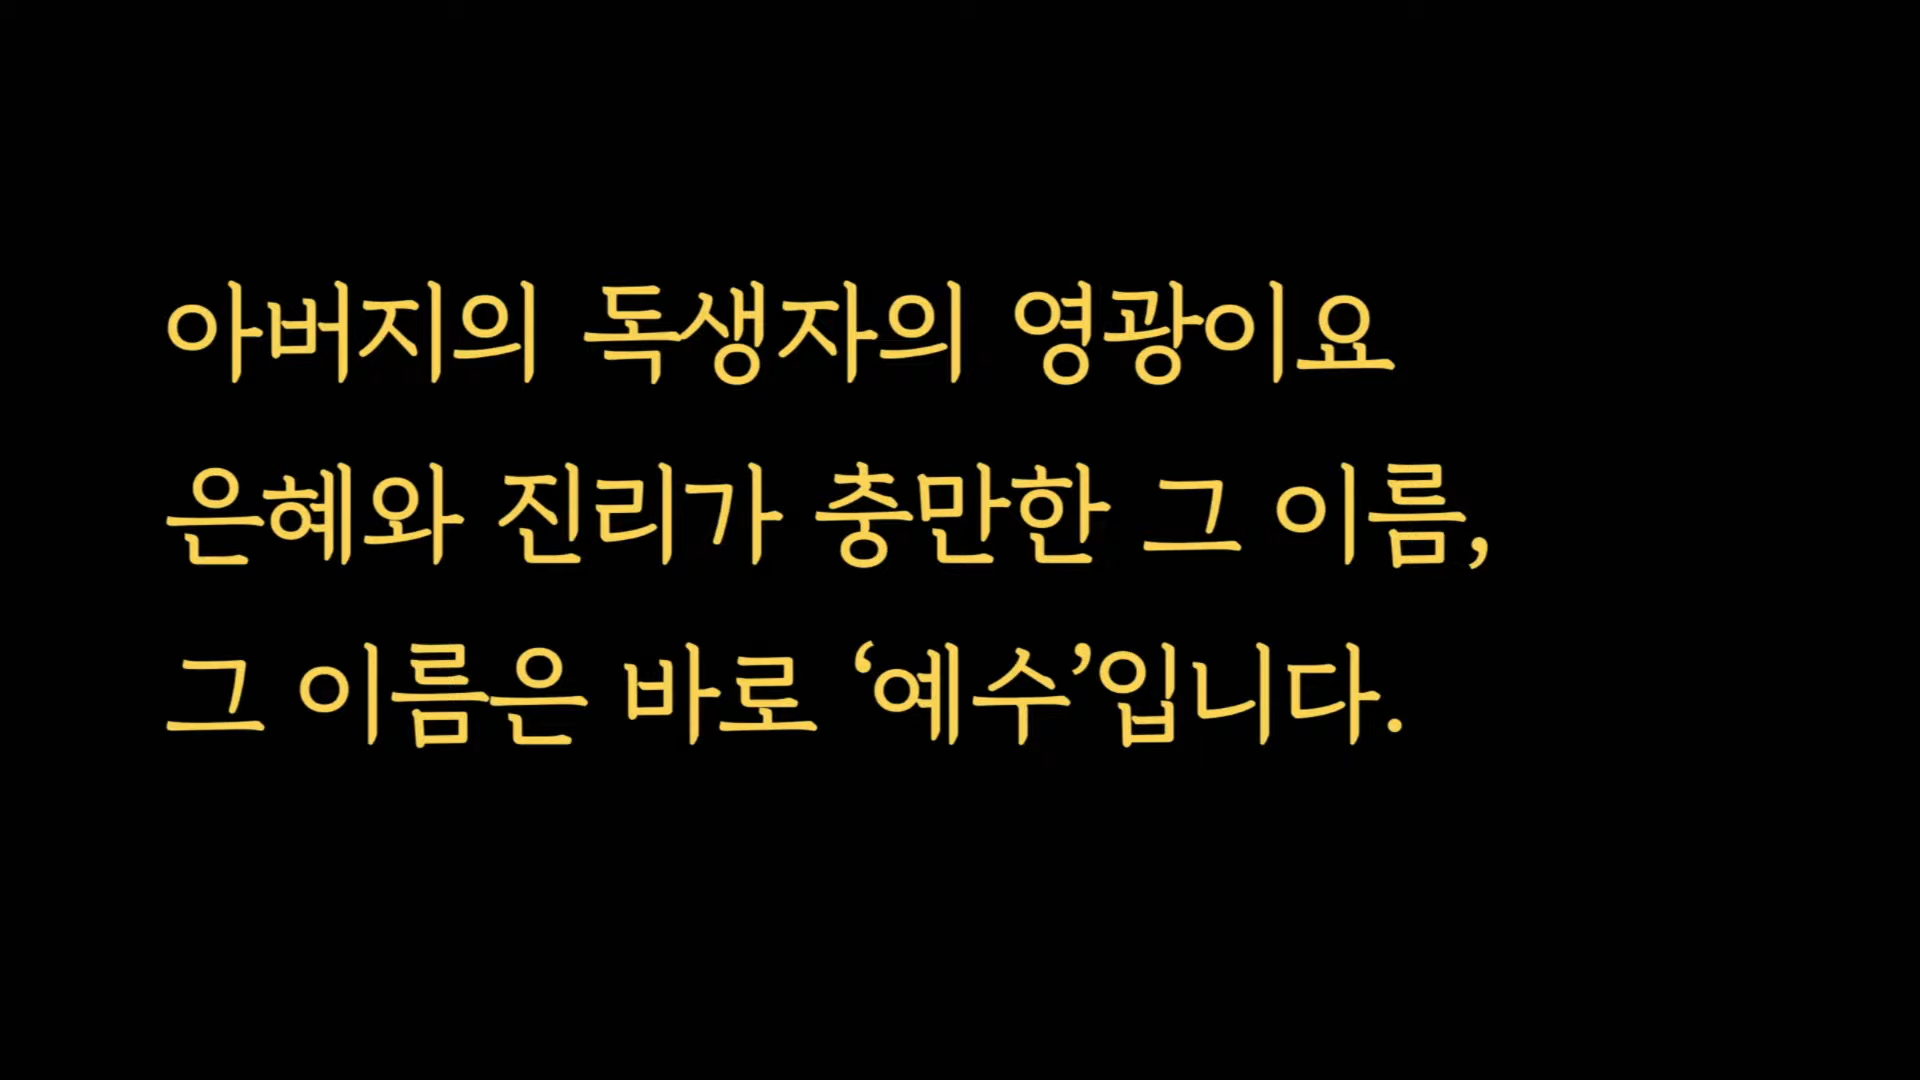 아버지의 독생자의 영광이요
은혜와 진리가 충만한 그 이름,
그 이름은 바로 ‘예수’입니다.